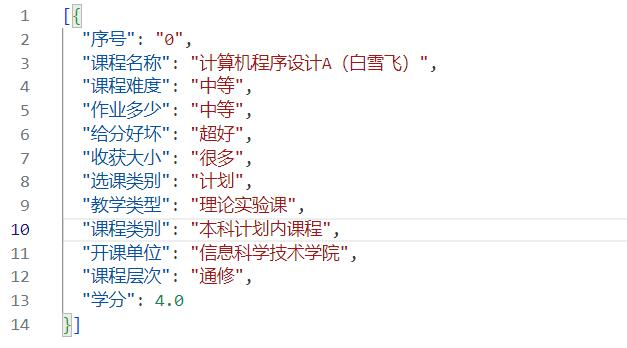 1 [{
2 "序号": "0",
3 "课程名称": "计算机程序设计A（白雪飞）",
4 "课程难度": "中等",
5 "作业多少": "中等",
6 "给分好坏": "超好",
7 "收获大小": "很多",
8 "选课类别": "计划",
9 "教学类型": "理论实验课",
10 "课程类别": "本科计划内课程",
11 "开课单位": "信息科学技术学院",
12 "课程层次": "通修",
13 "学分": 4.0
14 }]